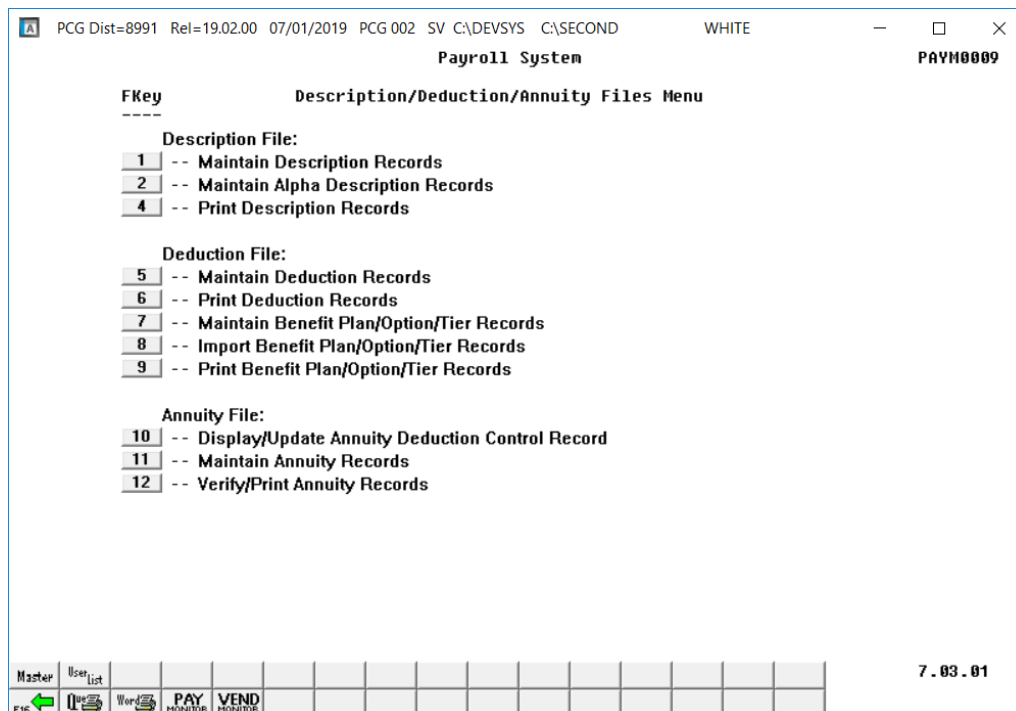 A PCG Dist=8991 Rel=19.02.00 07/01/2019 PCG 002 SV C:\DEVSYS C:\SECOND WHITE
Payroll System PAYM0009
FKey Description/Deduction/Annuity Files Menu
----
Description File:
1 -- Maintain Description Records
2 -- Maintain Alpha Description Records
4 -- Print Description Records
Deduction File:
5 -- Maintain Deduction Records
6 -- Print Deduction Records
7 -- Maintain Benefit Plan/Option/Tier Records
8 -- Import Benefit Plan/Option/Tier Records
9 -- Print Benefit Plan/Option/Tier Records
Annuity File:
10 -- Display/Update Annuity Deduction Control Record
11 -- Maintain Annuity Records
12 -- Verify/Print Annuity Records
Master User List 7.03.01
F16 Que Word PAY MONITOR VEND MONITOR